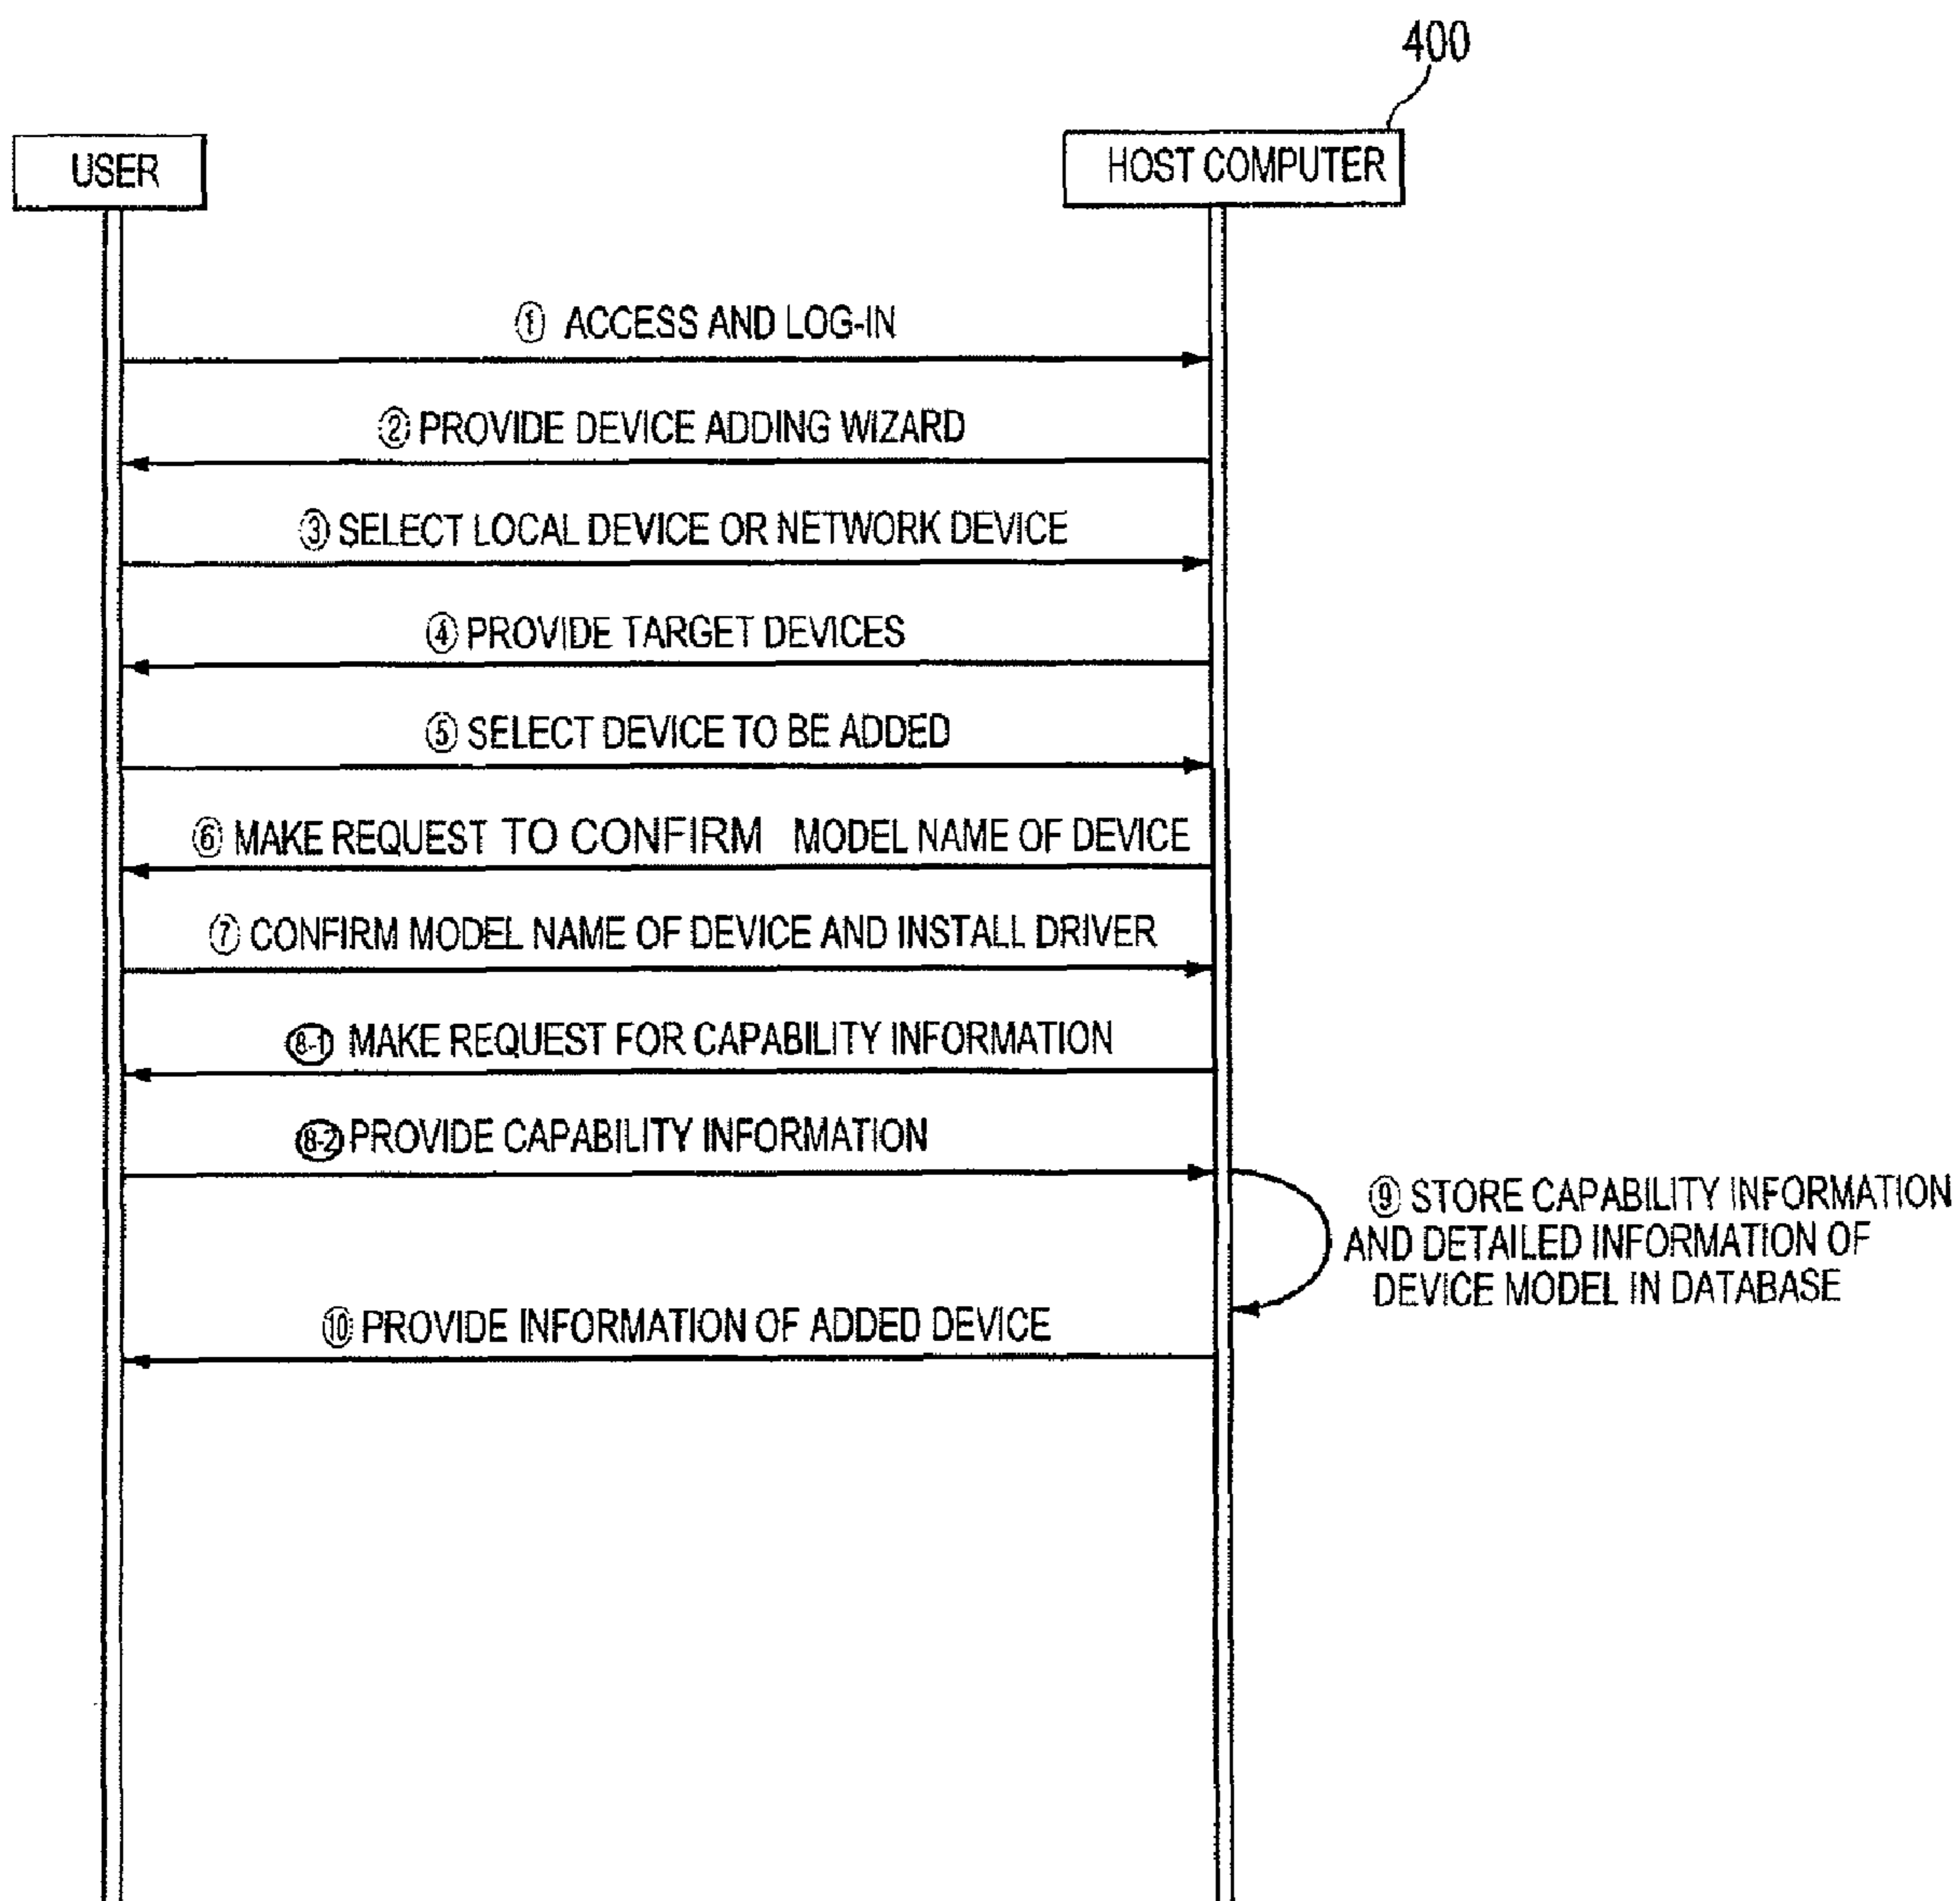 400
USER
HOST COMPUTER
① ACCESS AND LOG-IN
② PROVIDE DEVICE ADDING WIZARD
③ SELECT LOCAL DEVICE OR NETWORK DEVICE
④ PROVIDE TARGET DEVICES
⑤ SELECT DEVICE TO BE ADDED
⑥ MAKE REQUEST TO CONFIRM MODEL NAME OF DEVICE
⑦ CONFIRM MODEL NAME OF DEVICE AND INSTALL DRIVER
8-1 MAKE REQUEST FOR CAPABILITY INFORMATION
8-2 PROVIDE CAPABILITY INFORMATION
⑨ STORE CAPABILITY INFORMATION
AND DETAILED INFORMATION OF
DEVICE MODEL IN DATABASE
⑩ PROVIDE INFORMATION OF ADDED DEVICE